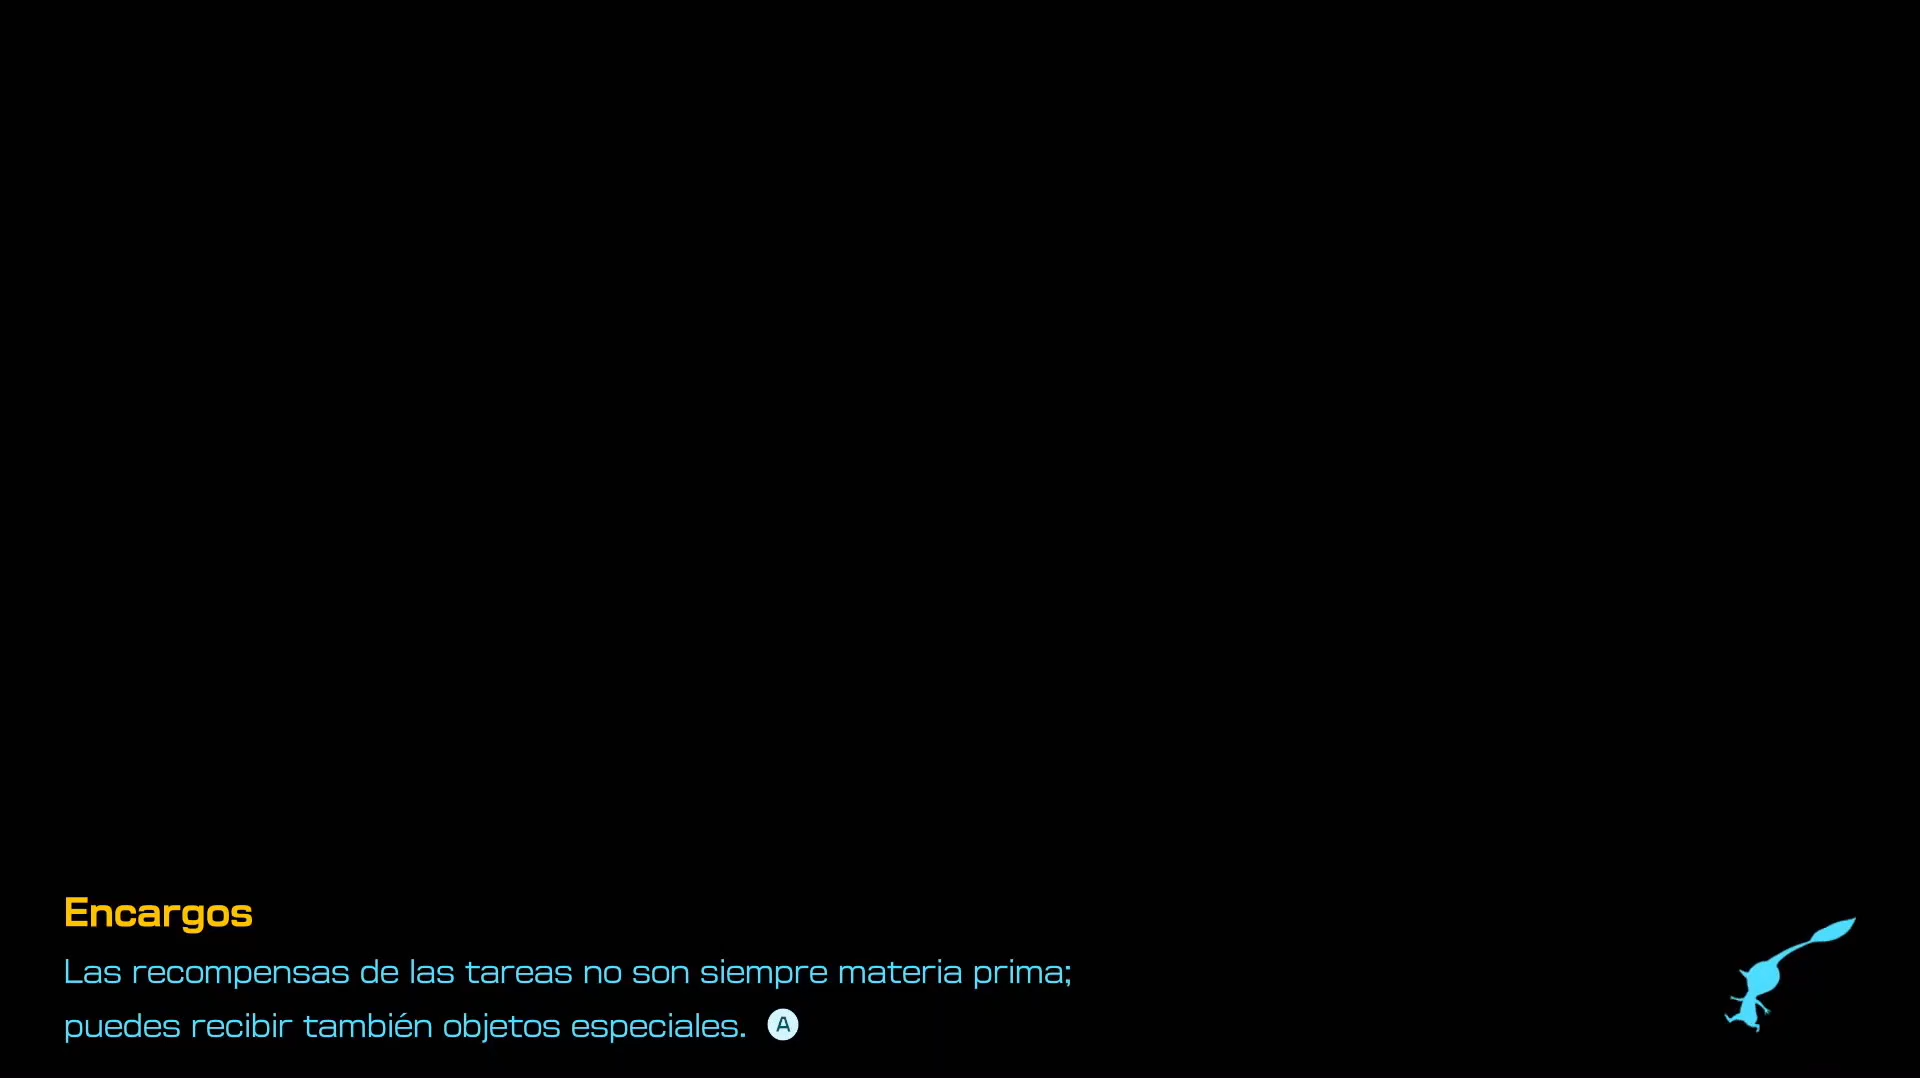 Encargos
Las recompensas de las tareas no son siempre materia prima;
puedes recibir también objetos especiales. A